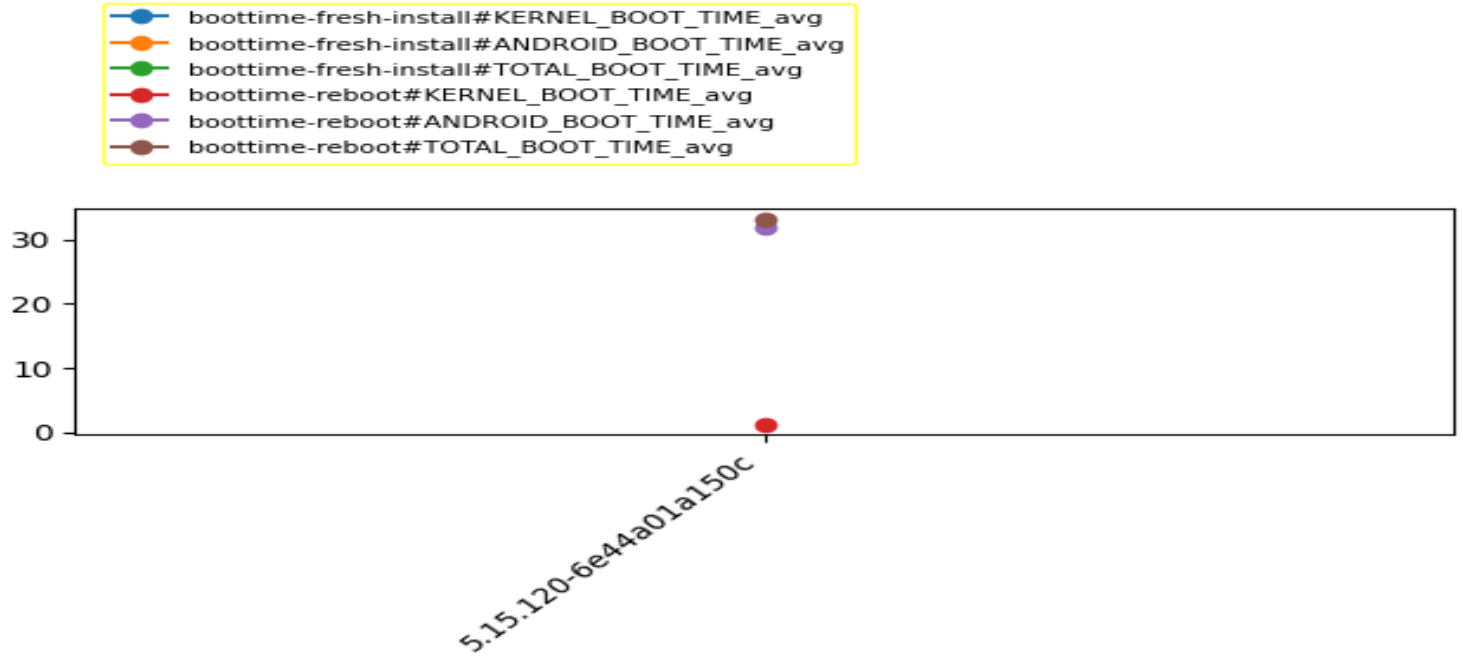 boottime-fresh-install#KERNEL_BOOT_TIME_avg
boottime-fresh-install#ANDROID_BOOT_TIME_avg
boottime-fresh-install#TOTAL_BOOT_TIME_avg
boottime-reboot#KERNEL_BOOT_TIME_avg
boottime-reboot#ANDROID_BOOT_TIME_avg
boottime-reboot#TOTAL_BOOT_TIME_avg
30
20
10
0
5.15.120-6e44a01a150c